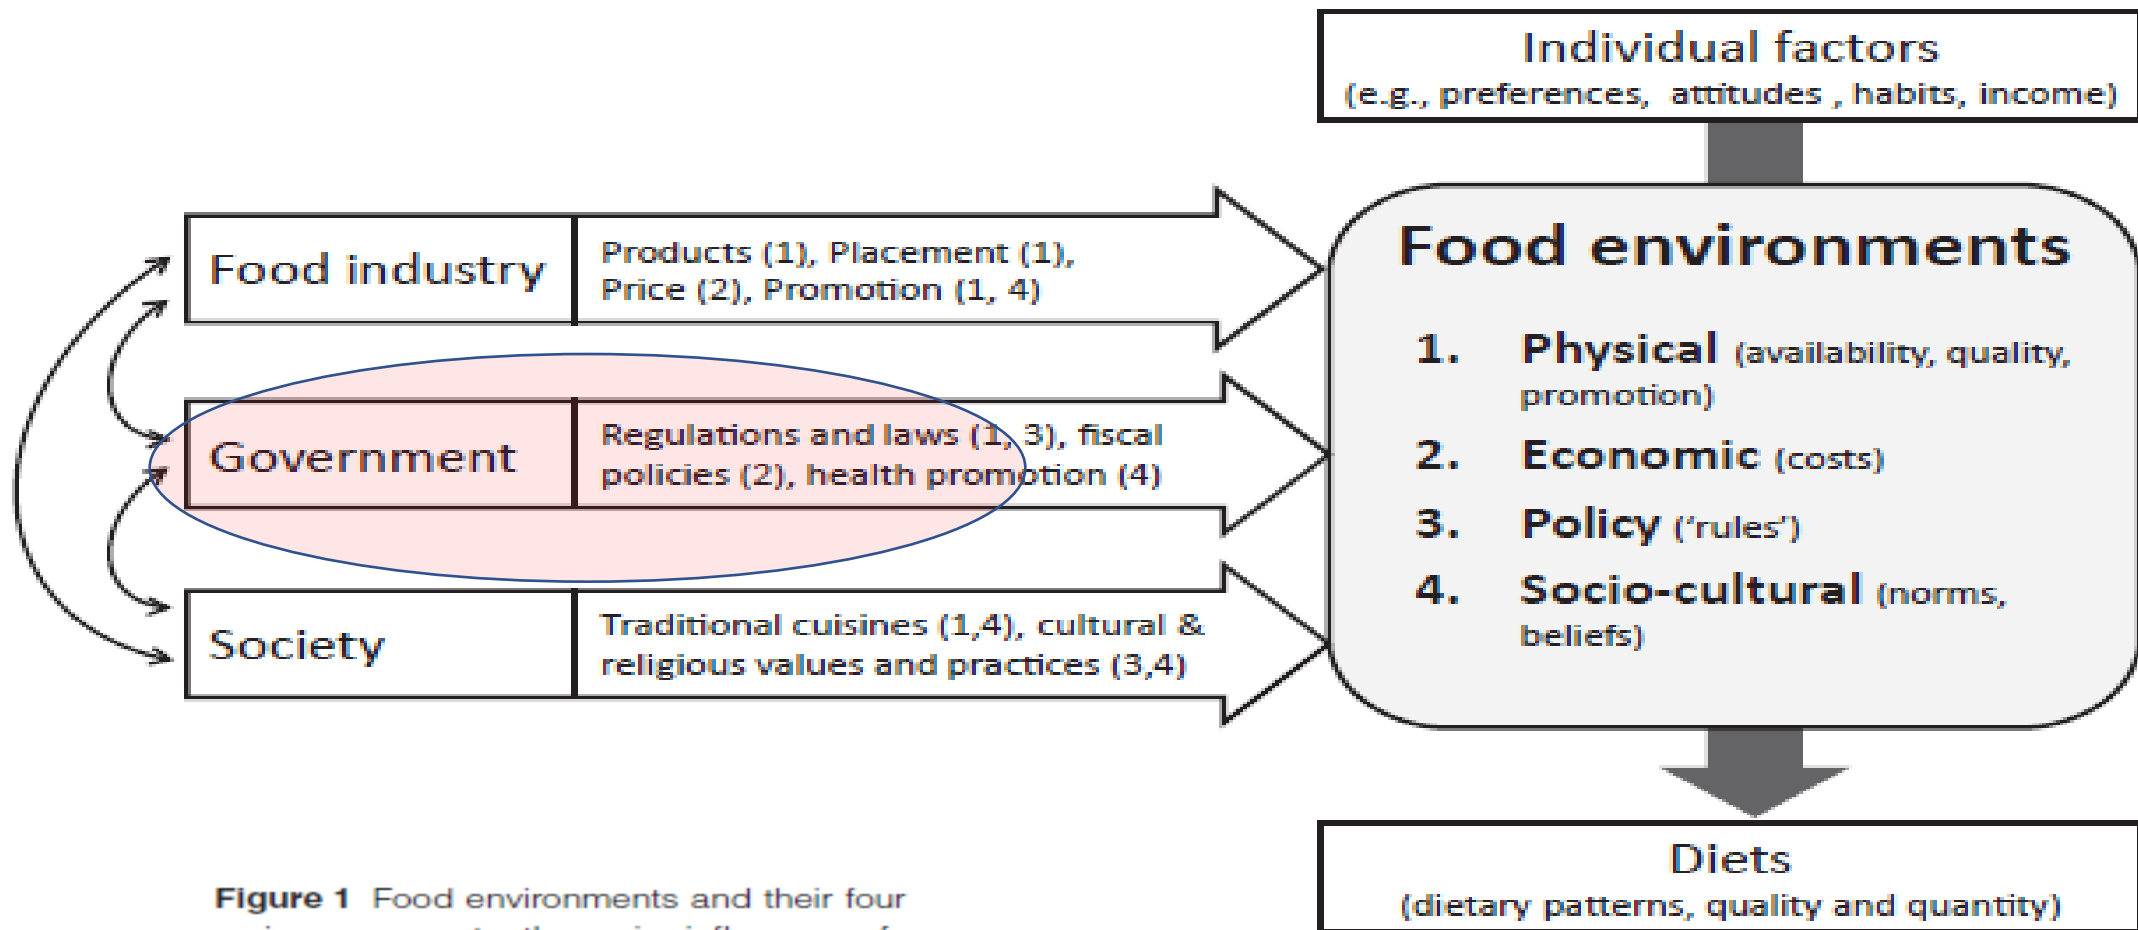 Individual factors
(e.g., preferences, attitudes , habits, income)
Food industry
Products (1), Placement (1),
Price (2), Promotion (1, 4)
Government
Regulations and laws (1, 3), fiscal
policies (2), health promotion (4)
Society
Traditional cuisines (1,4), cultural &
religious values and practices (3,4)
Food environments
1. Physical (availability, quality,
promotion)
2. Economic (costs)
3. Policy (‘rules’)
4. Socio-cultural (norms,
beliefs)
Diets
(dietary patterns, quality and quantity)
Figure 1 Food environments and their four